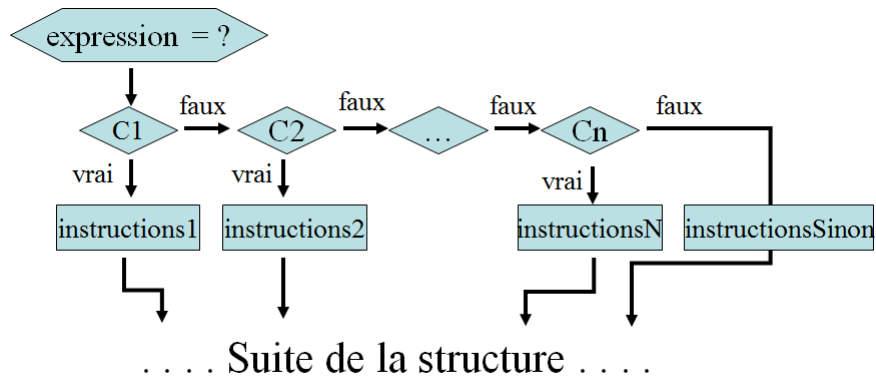 expression = ?
faux faux faux faux
C1 C2 ... Cn
vrai vrai vrai
instructions1 instructions2 instructionsN instructionsSinon
. . . . Suite de la structure . . . .